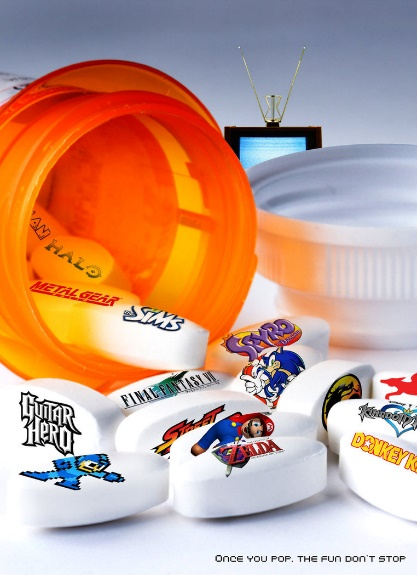 HALO
METAL GEAR
SIMS
SPYRO
FINAL FANTASY
GUITAR
HERO
STREET
ZELDA
KINGDOM
DONKEY K
ONCE YOU POP, THE FUN DON'T STOP